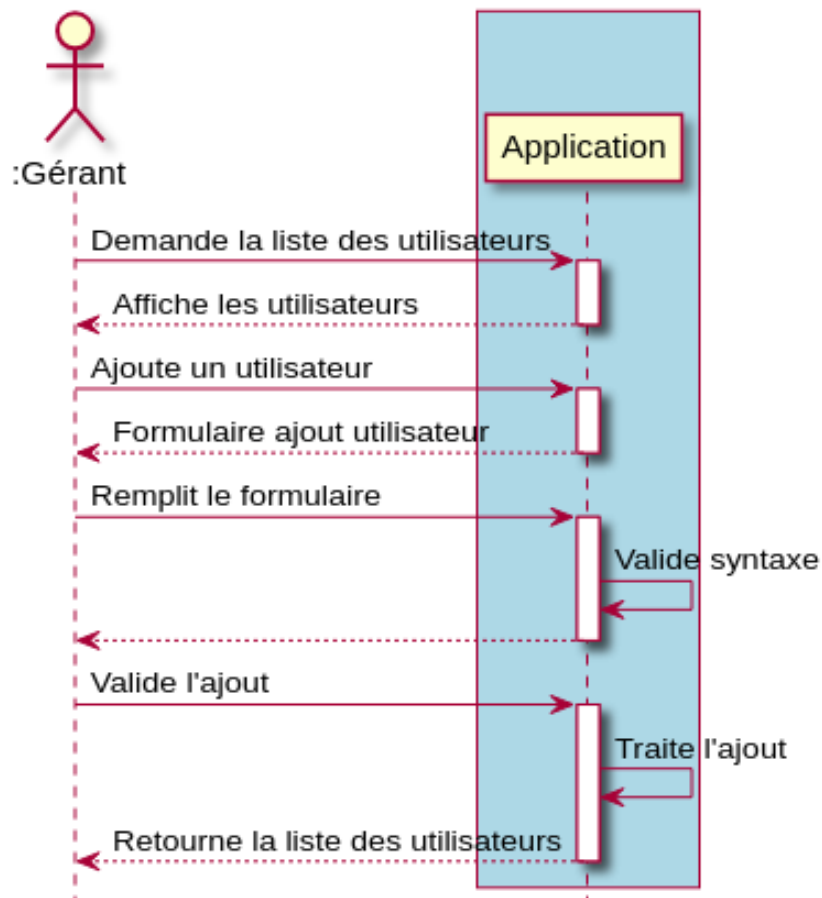 :Gérant
Application
Demande la liste des utilisateurs
Affiche les utilisateurs
Ajoute un utilisateur
Formulaire ajout utilisateur
Remplit le formulaire
Valide syntaxe
Valide l'ajout
Traite l'ajout
Retourne la liste des utilisateurs